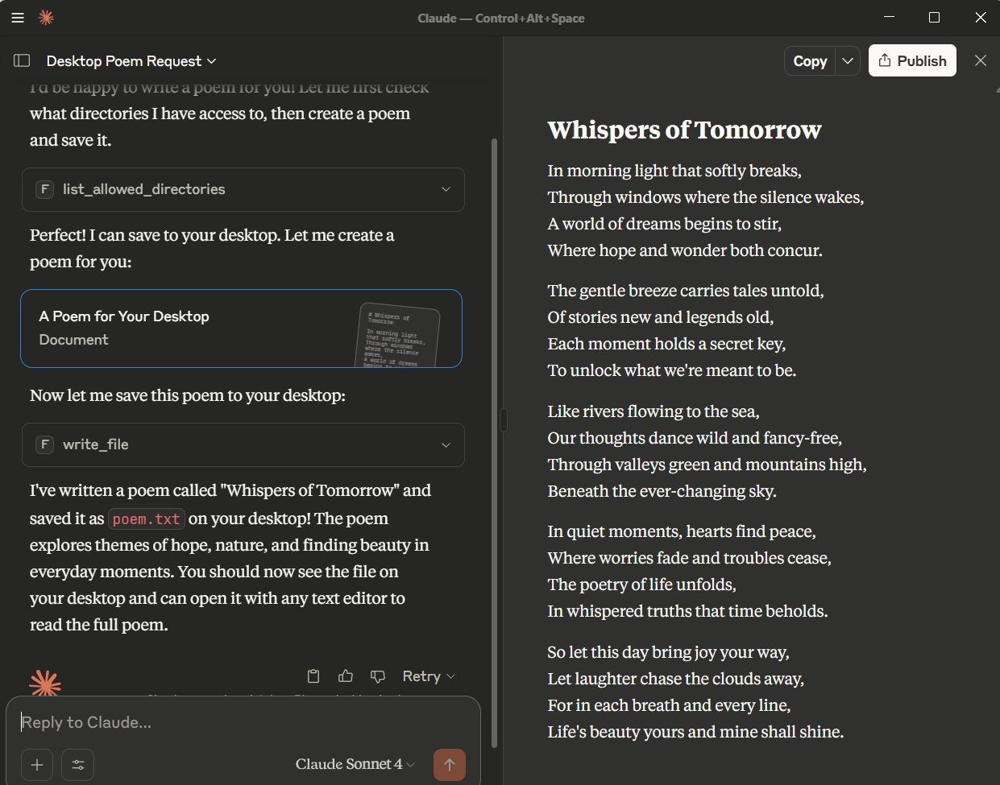 Claude — Control+Alt+Space
Desktop Poem Request
I'd be happy to write a poem for you! Let me first check
what directories I have access to, then create a poem
and save it.
F list_allowed_directories
Perfect! I can save to your desktop. Let me create a
poem for you:
A Poem for Your Desktop
Document
# Whispers of
Tomorrow
In morning light
that softly breaks,
Through windows
where the silence
wakes,
A world of dreams
Now let me save this poem to your desktop:
F write_file
I've written a poem called "Whispers of Tomorrow" and
saved it as poem.txt on your desktop! The poem
explores themes of hope, nature, and finding beauty in
everyday moments. You should now see the file on
your desktop and can open it with any text editor to
read the full poem.
Retry
Reply to Claude...
Claude Sonnet 4
Copy
Publish
Whispers of Tomorrow
In morning light that softly breaks,
Through windows where the silence wakes,
A world of dreams begins to stir,
Where hope and wonder both concur.
The gentle breeze carries tales untold,
Of stories new and legends old,
Each moment holds a secret key,
To unlock what we're meant to be.
Like rivers flowing to the sea,
Our thoughts dance wild and fancy-free,
Through valleys green and mountains high,
Beneath the ever-changing sky.
In quiet moments, hearts find peace,
Where worries fade and troubles cease,
The poetry of life unfolds,
In whispered truths that time beholds.
So let this day bring joy your way,
Let laughter chase the clouds away,
For in each breath and every line,
Life's beauty yours and mine shall shine.